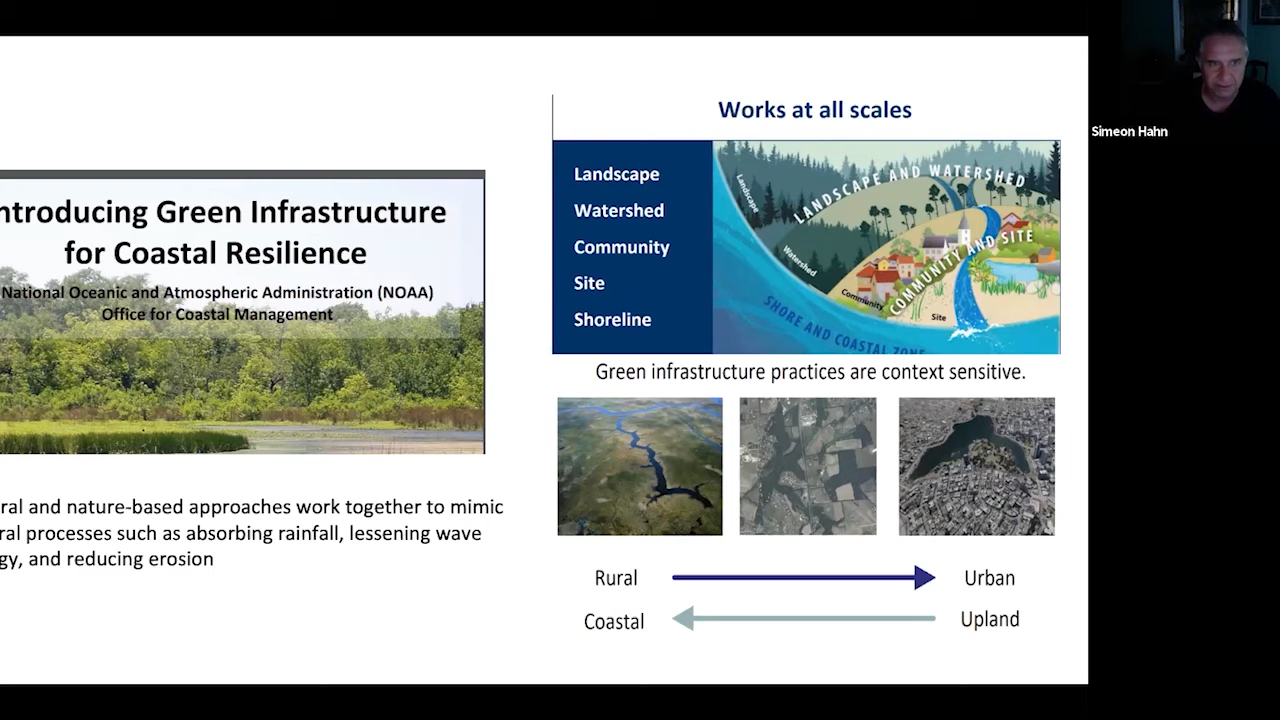 ntroducing Green Infrastructure
for Coastal Resilience
National Oceanic and Atmospheric Administration (NOAA)
Office for Coastal Management
ral and nature-based approaches work together to mimic
ral processes such as absorbing rainfall, lessening wave
gy, and reducing erosion
Works at all scales
Landscape
Watershed
Community
Site
Shoreline
LANDSCAPE AND WATERSHED
COMMUNITY AND SITE
SHORE AND COASTAL ZONE
Landscape
Watershed
Community
Site
Green infrastructure practices are context sensitive.
Rural Urban
Coastal Upland
Simeon Hahn